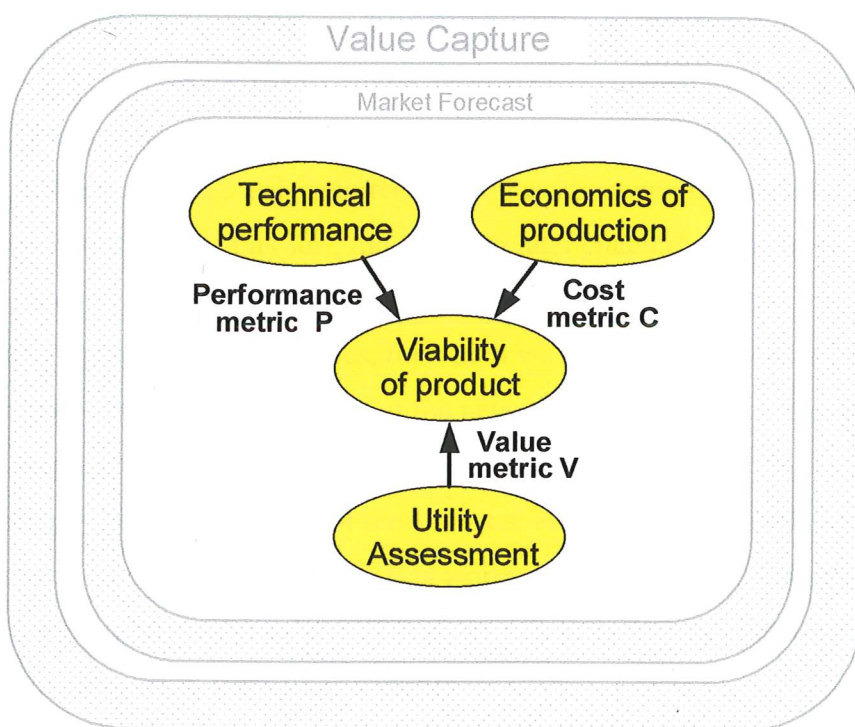 Value Capture
Market Forecast
Technical
performance
Economics of
production
Performance
metric P
Cost
metric C
Viability
of product
Value
metric V
Utility
Assessment